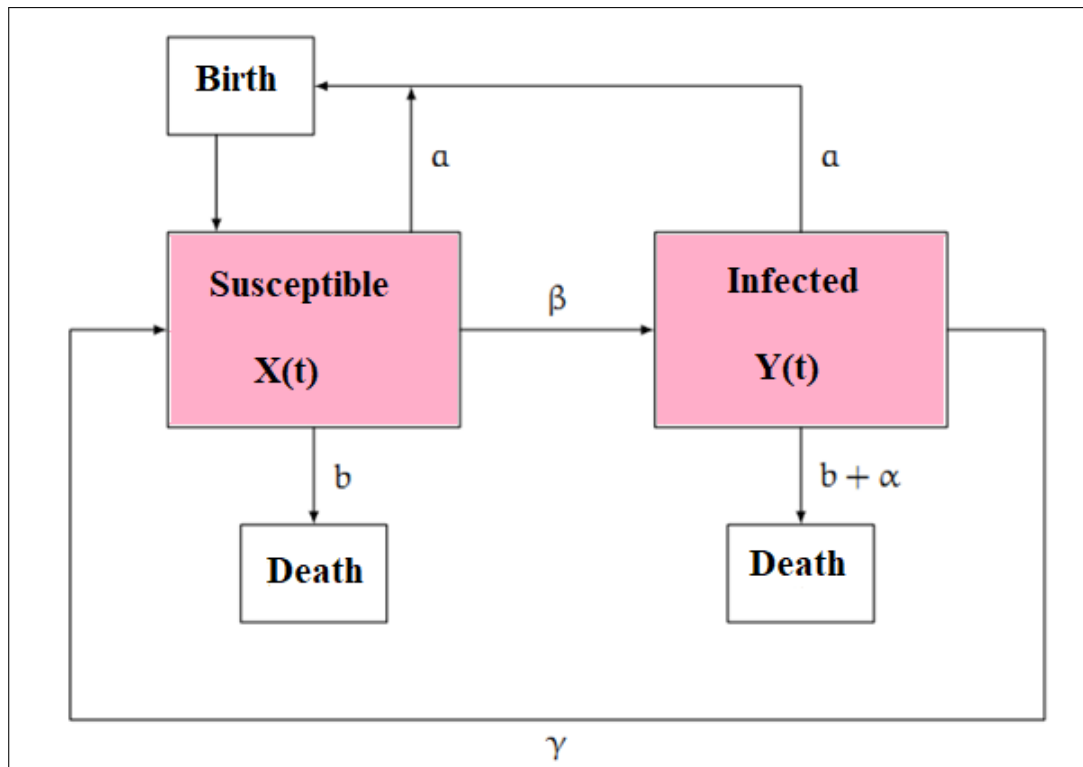 Birth
a
a
Susceptible
X(t)
β
Infected
Y(t)
b
b + α
Death
Death
γ